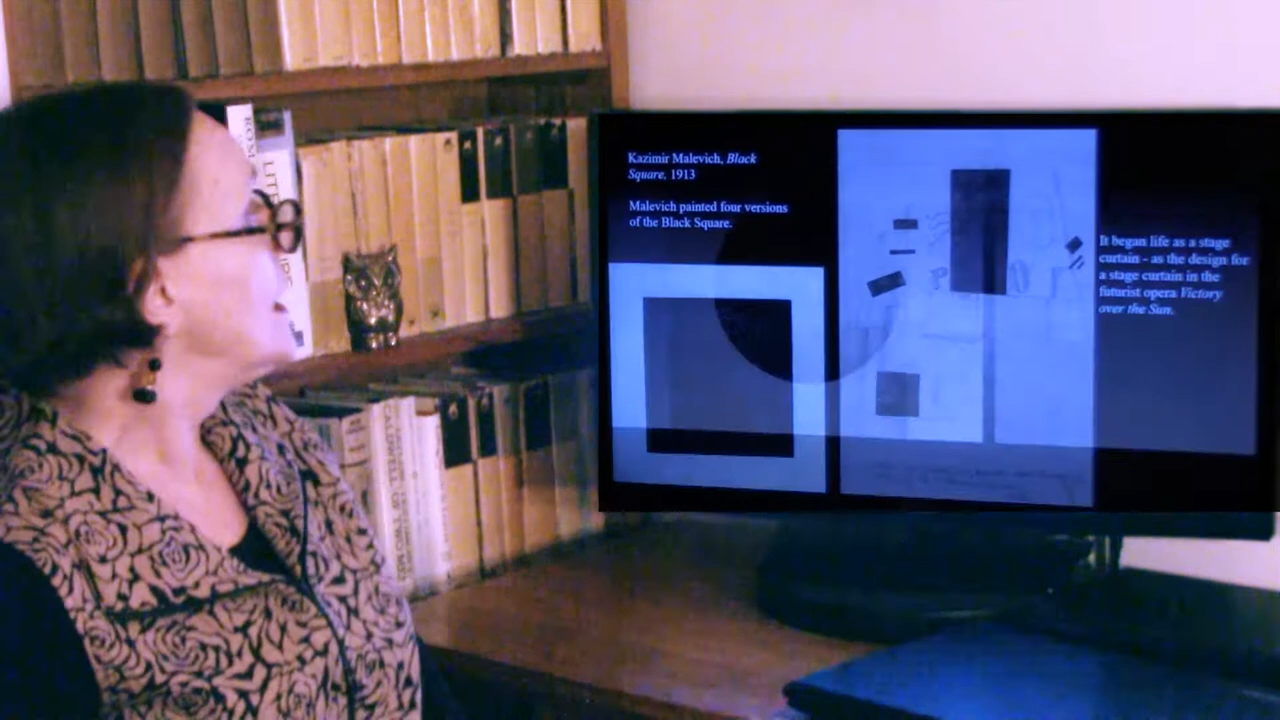 Kazimir Malevich, Black
Square, 1913
Malevich painted four versions
of the Black Square.
It began life as a stage
curtain - as the design for
a stage curtain in the
futurist opera Victory
over the Sun.